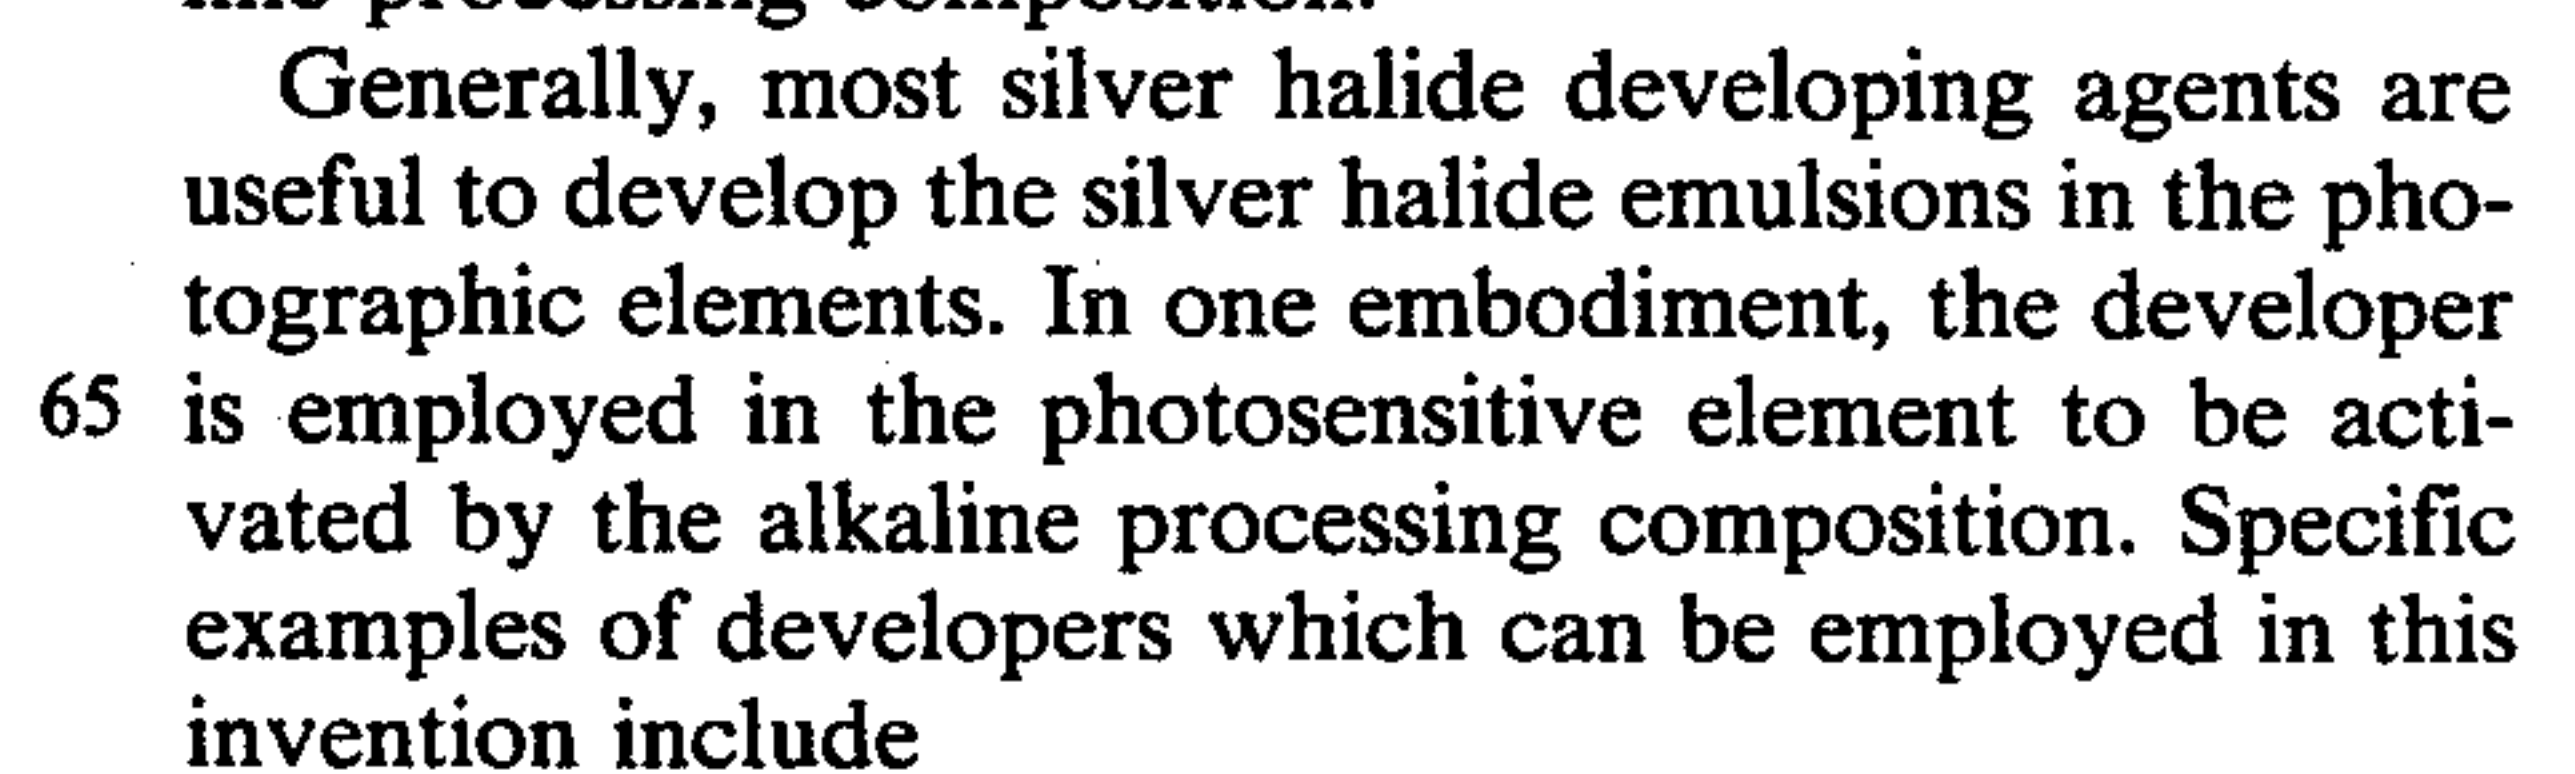 processing composition.
Generally, most silver halide developing agents are
useful to develop the silver halide emulsions in the pho-
tographic elements. In one embodiment, the developer
65 is employed in the photosensitive element to be acti-
vated by the alkaline processing composition. Specific
examples of developers which can be employed in this
invention include